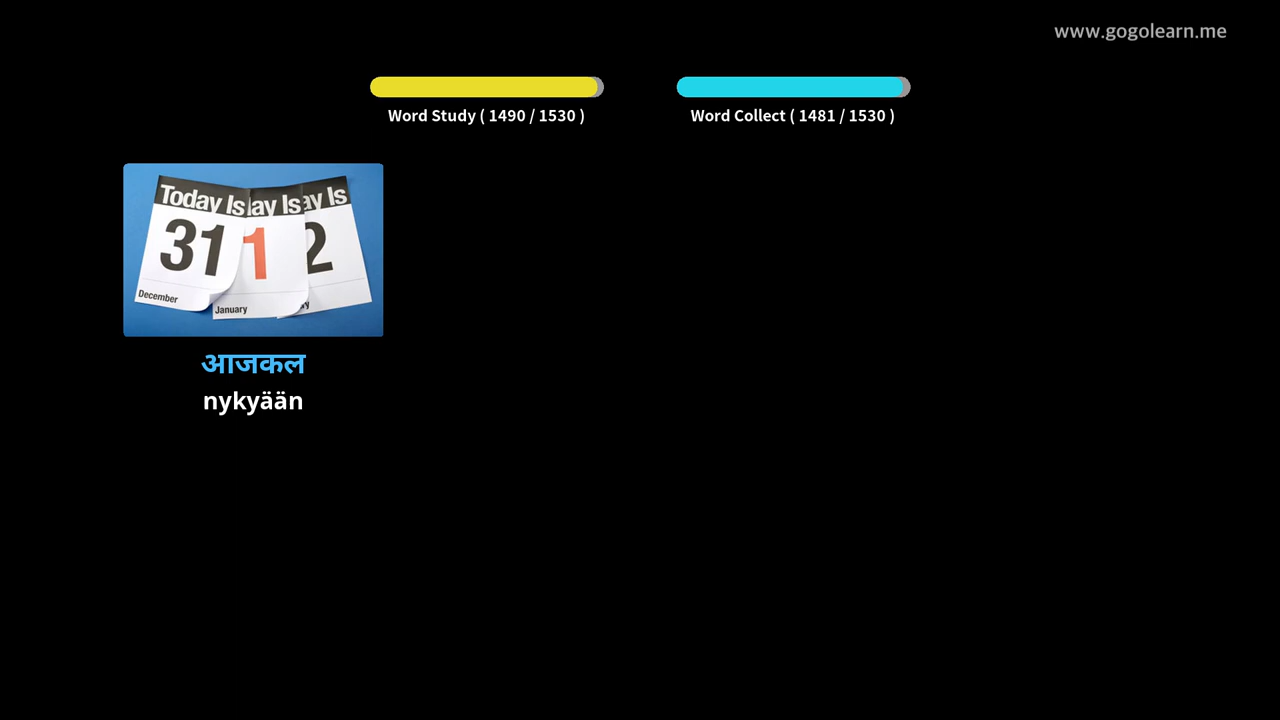 www.gogolearn.me
Word Study ( 1490 / 1530 )
Word Collect ( 1481 / 1530 )
Today Is
ay Is
ay Is
31
1
2
December
January
ry
आजकल
nykyään